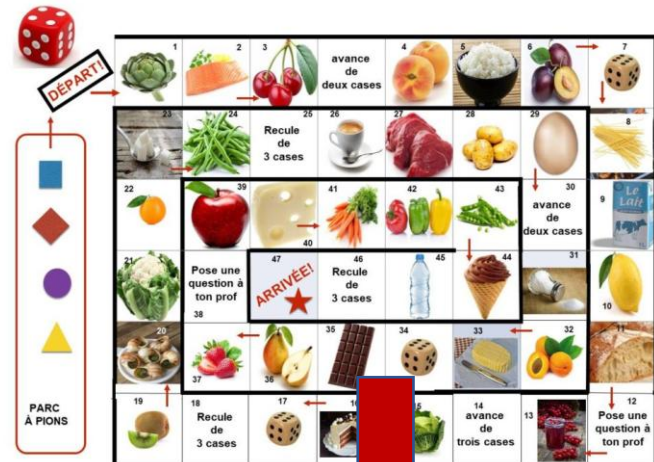 DÉPART!
1
2
3
avance
de
deux cases
4
5
6
7
23
24
25
Recule
de
3 cases
26
27
28
29
8
22
39
40
41
42
43
30
avance
de
deux cases
9
Le
Lait
21
Pose une
question à
ton prof
38
47
ARRIVÉE!
46
Recule
de
3 cases
45
44
31
10
20
37
36
35
34
33
32
11
PARC
À PIONS
19
18
Recule
de
3 cases
17
15
14
avance
de
trois cases
13
12
Pose une
question à
ton prof